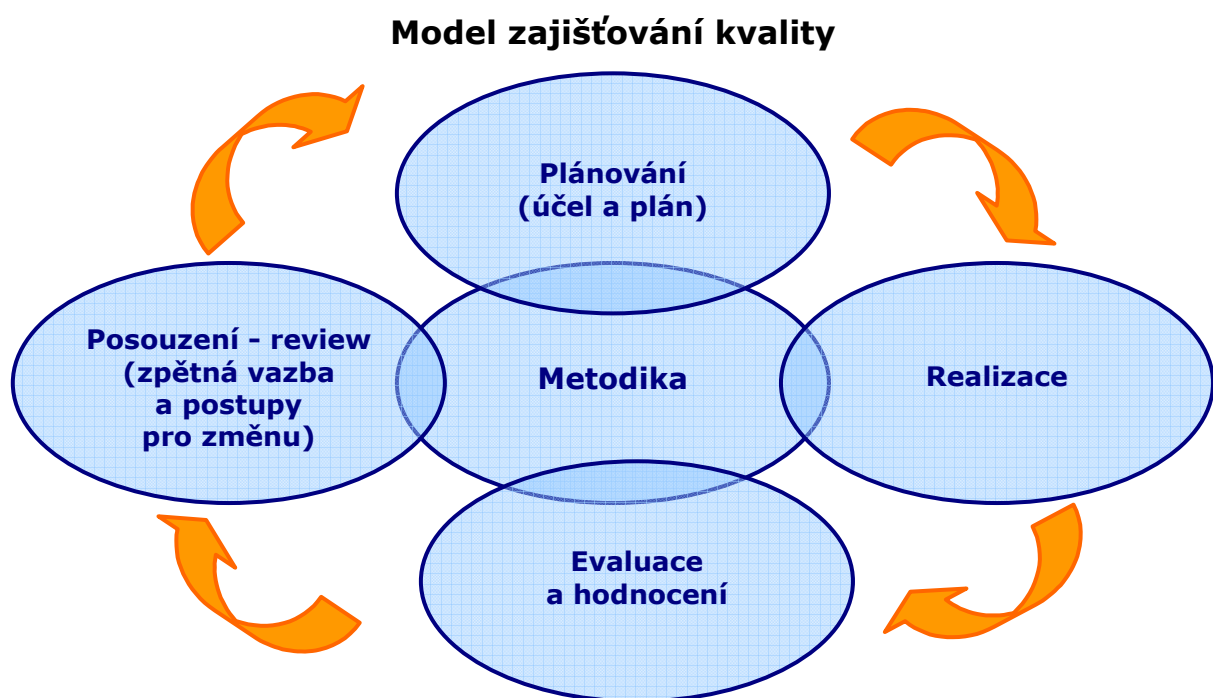 Model zajišťování kvality
Plánování
(účel a plán)
Posouzení - review
(zpětná vazba
a postupy
pro změnu)
Metodika
Realizace
Evaluace
a hodnocení